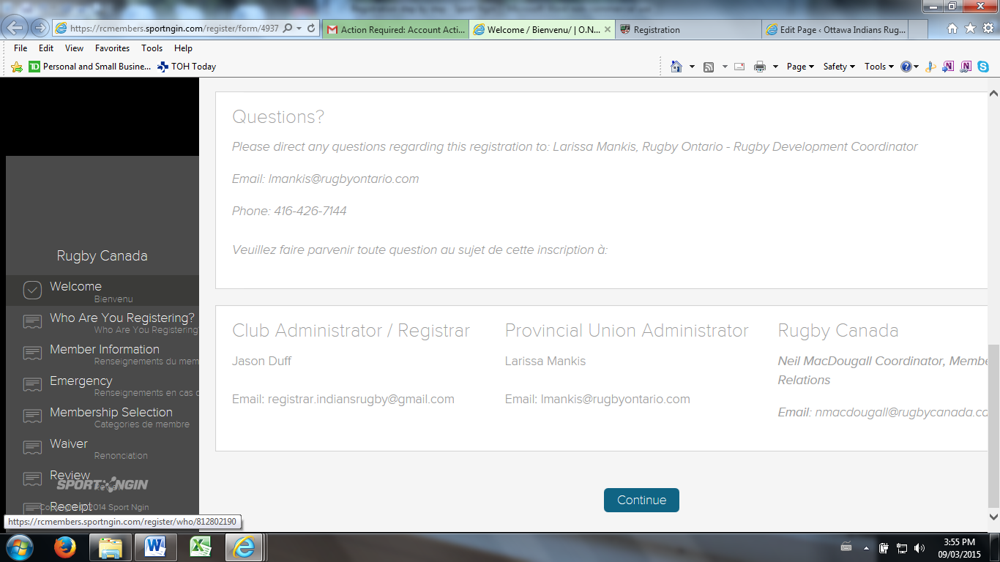 https://rcmembers.sportngin.com/register/form/4937
Action Required: Account Acti...
Welcome / Bienvenu/ | O.N...
Registration
Edit Page ‹ Ottawa Indians Rug...
File Edit View Favorites Tools Help
TD Personal and Small Busine... TOH Today
Page Safety Tools
Questions?
Please direct any questions regarding this registration to: Larissa Mankis, Rugby Ontario - Rugby Development Coordinator
Email: lmankis@rugbyontario.com
Phone: 416-426-7144
Veuillez faire parvenir toute question au sujet de cette inscription à:
Rugby Canada
Welcome
Bienvenu
Who Are You Registering?
Who Are You Registering
Member Information
Renseignements du mem
Emergency
Renseignements en cas d
Membership Selection
Catégories de membre
Waiver
Renonciation
Review
Review
SPORT NGIN
Receipt
Copyright © 2014 Sport Ngin
Club Administrator / Registrar
Jason Duff
Email: registrar.indiansrugby@gmail.com
Provincial Union Administrator
Larissa Mankis
Email: lmankis@rugbyontario.com
Rugby Canada
Neil MacDougall Coordinator, Membe
Relations
Email: nmacdougall@rugbycanada.ca
Continue
https://rcmembers.sportngin.com/register/who/812802190
3:55 PM
09/03/2015